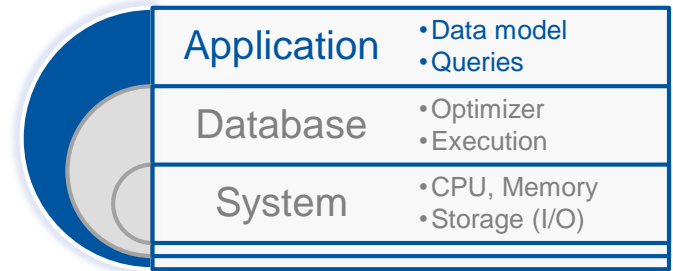 Application
•Data model
•Queries
Database
•Optimizer
•Execution
System
•CPU, Memory
•Storage (I/O)